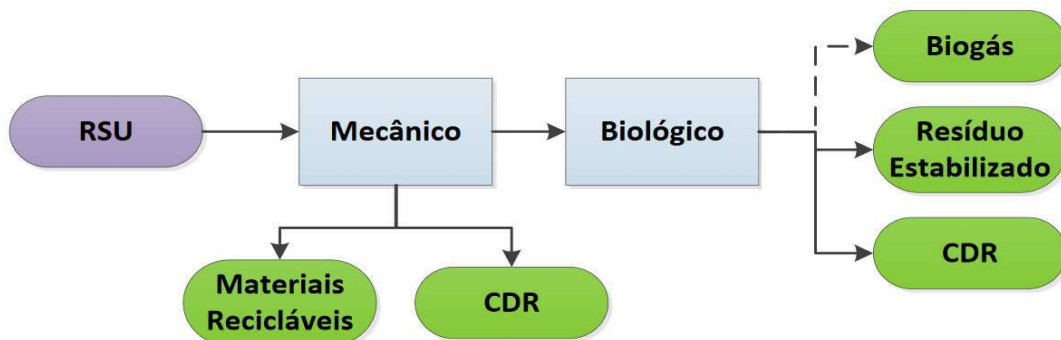 Biogás
RSU
Mecânico
Biológico
Resíduo
Estabilizado
CDR
Materiais
Recicláveis
CDR